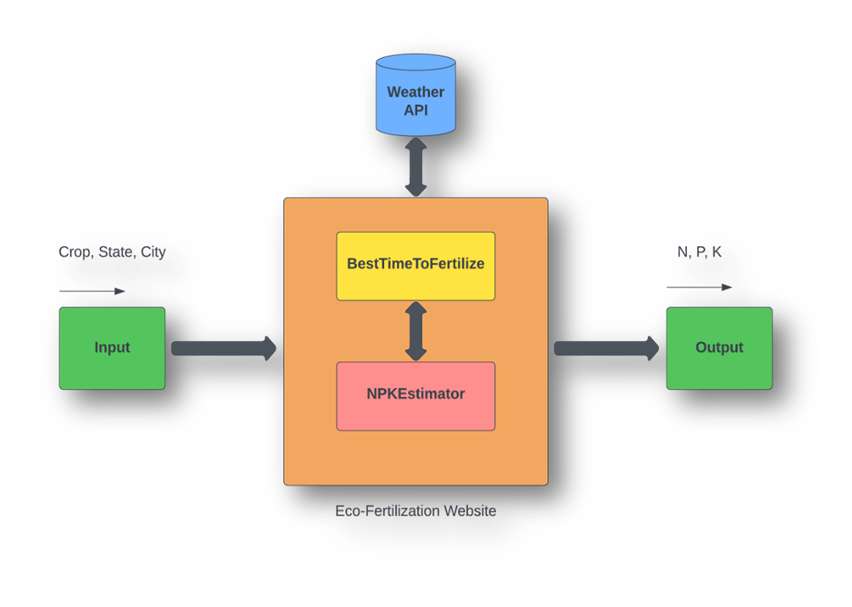 Weather
API
Crop, State, City
N, P, K
BestTimeToFertilize
Input
Output
NPKEstimator
Eco-Fertilization Website